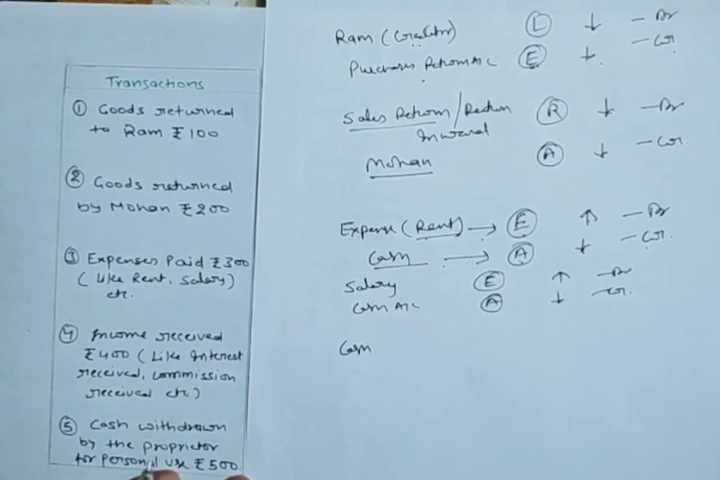 Transactions
① Goods returned
to Ram ₹100
② Goods returned
by Mohan ₹200.
③ Expenses Paid ₹300
(Like Rent, Salary)
etc.
④ Income received
₹400 (Like Interest
received, commission
received etc.)
⑤ Cash withdrawn
by the proprietor
for personal use ₹500
Ram (Creditor) Ⓛ ↓ - Dr
Purchases Return A/c Ⓔ ↓ - Cr.
Sales Return / Return Ⓡ ↓ - Dr
Inward
Mohan Ⓐ ↓ - Cr.
Expense (Rent) → Ⓔ ↑ - Dr
Cash → Ⓐ ↓ - Cr.
Salary Ⓔ ↑ - Dr
Cash A/c Ⓐ ↓ - Cr.
Cash